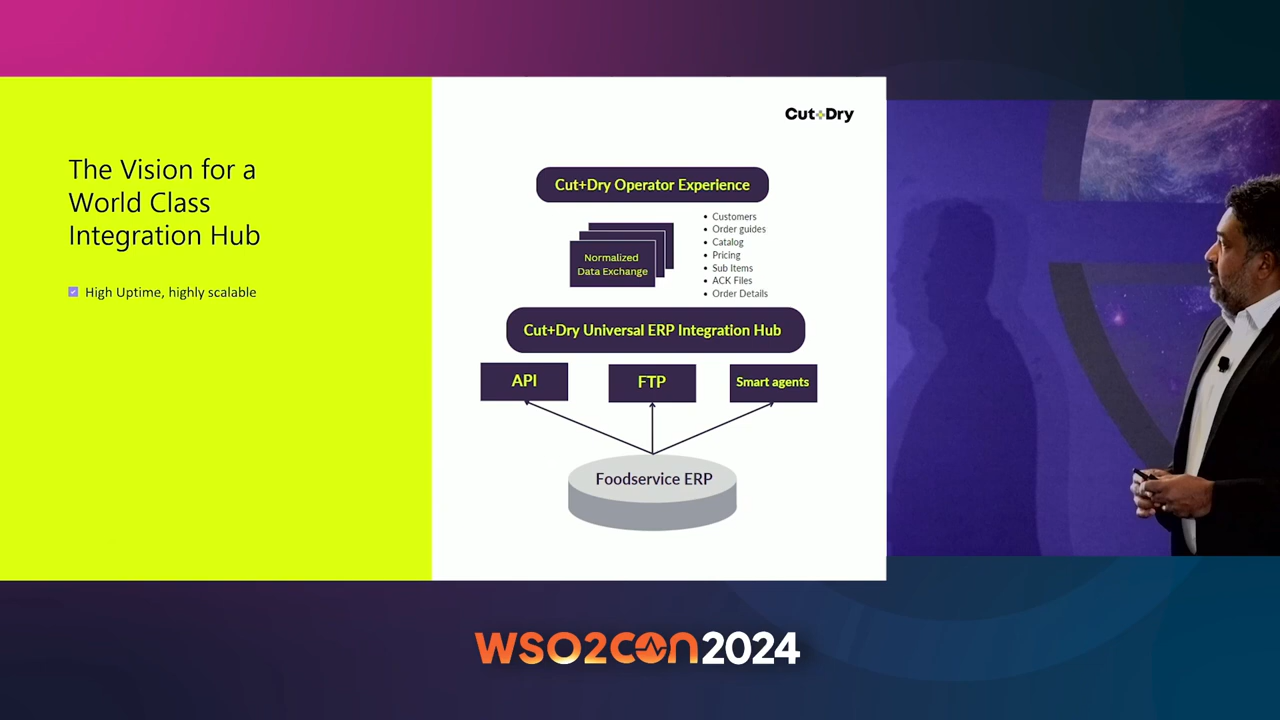 The Vision for a
World Class
Integration Hub
High Uptime, highly scalable
Cut+Dry
Cut+Dry Operator Experience
Normalized
Data Exchange
• Customers
• Order guides
• Catalog
• Pricing
• Sub Items
• ACK Files
• Order Details
Cut+Dry Universal ERP Integration Hub
API
FTP
Smart agents
Foodservice ERP
WSO2CON2024